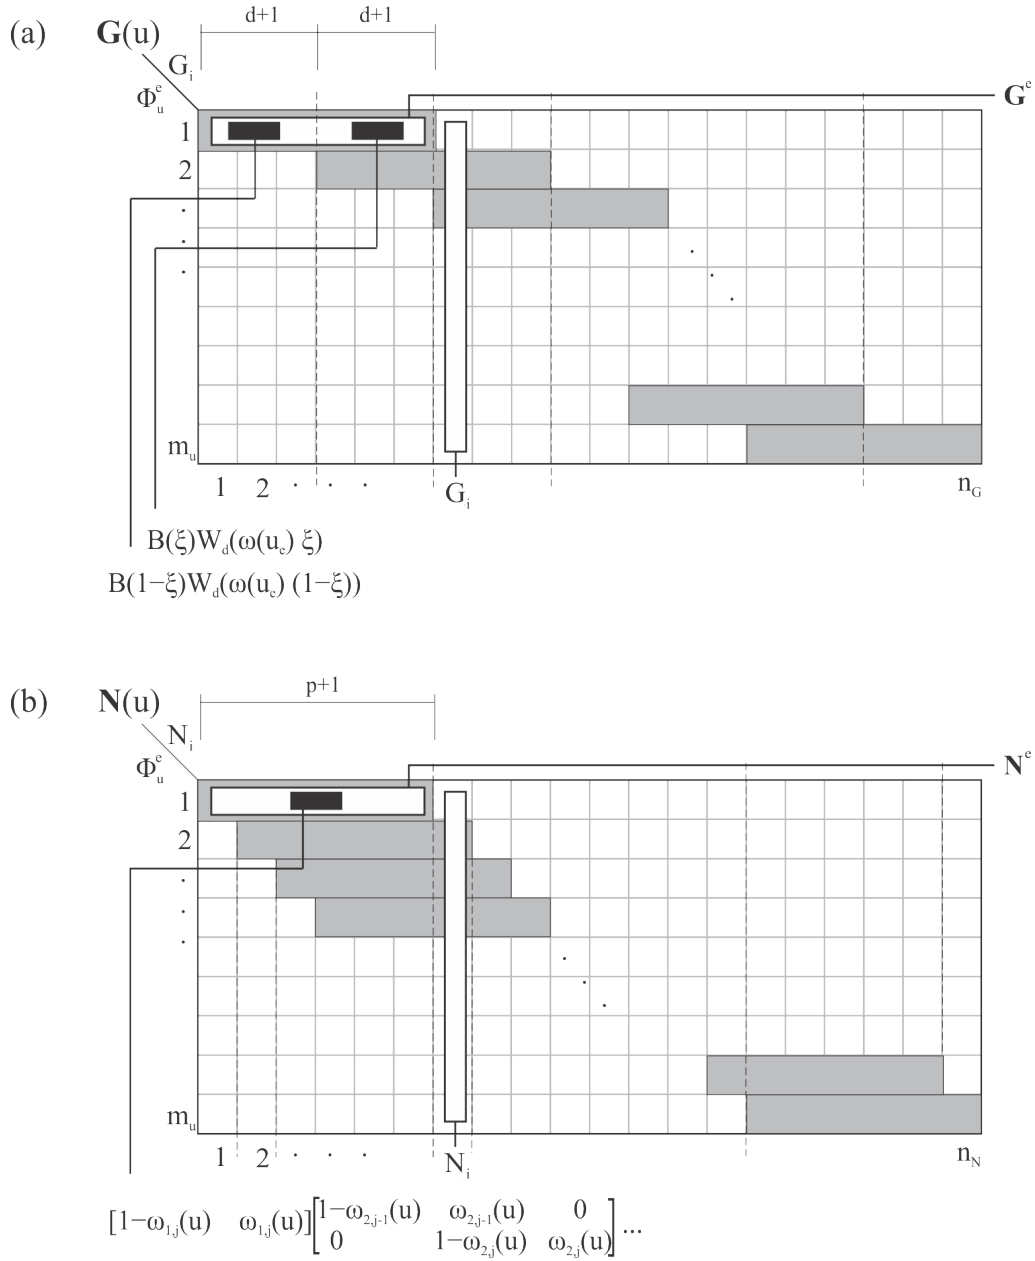 (a) G(u) d+1 d+1
G_i
Φ_u^e G^e
1
2
.
.
.
. . .
m_u
1 2 . . . G_i n_G
B(ξ)W_d(ω(u_e) ξ)
B(1−ξ)W_d(ω(u_e) (1−ξ))
(b) N(u) p+1
N_i
Φ_u^e N^e
1
2
.
.
.
. . .
m_u
1 2 . . . N_i n_N
[1−ω_{1,j}(u) ω_{1,j}(u)] [1−ω_{2,j-1}(u) ω_{2,j-1}(u) 0
0 1−ω_{2,j}(u) ω_{2,j}(u)] ...